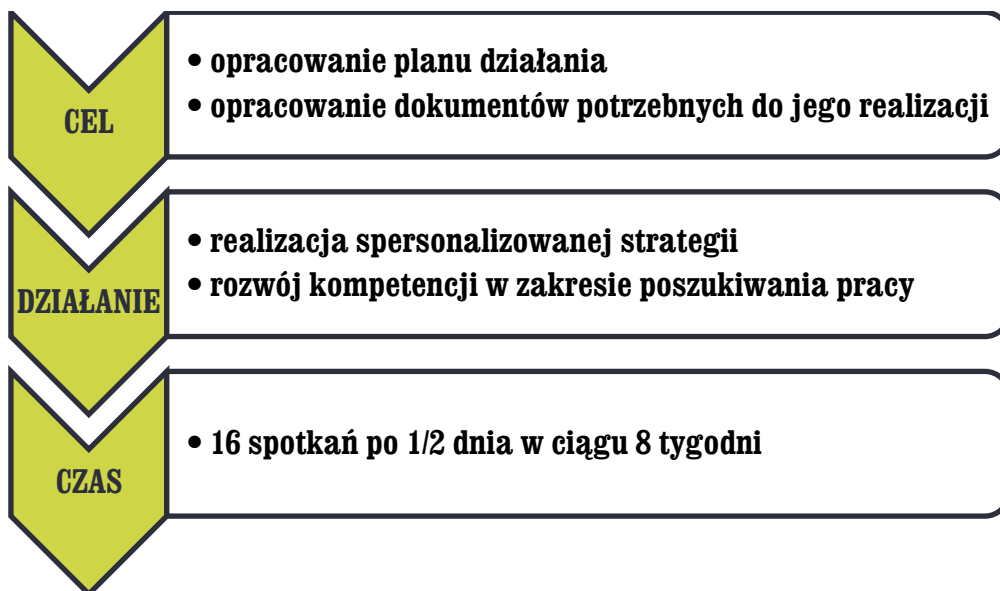 CEL
• opracowanie planu działania
• opracowanie dokumentów potrzebnych do jego realizacji
DZIAŁANIE
• realizacja spersonalizowanej strategii
• rozwój kompetencji w zakresie poszukiwania pracy
CZAS
• 16 spotkań po 1/2 dnia w ciągu 8 tygodni